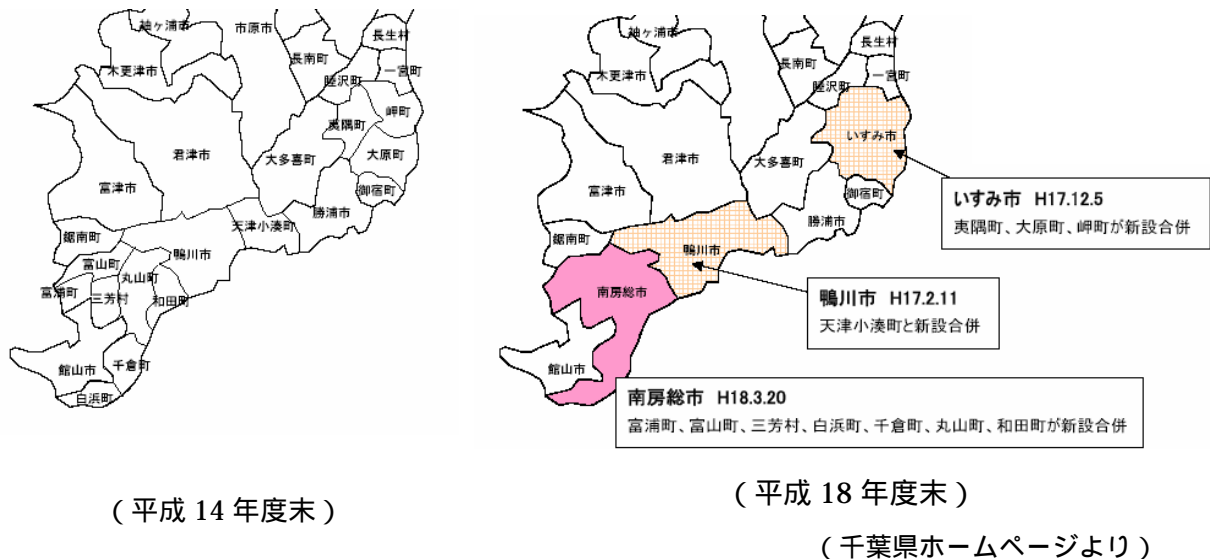 袖ヶ浦市
市原市
長生村
長南町
木更津市
睦沢町
一宮町
岬町
夷隅町
君津市
大多喜町
大原町
富津市
御宿町
勝浦市
天津小湊町
鋸南町
鴨川市
富山町
丸山町
富浦町
三芳村
和田町
館山市
千倉町
白浜町
(平成 14 年度末)
袖ヶ浦市
長生村
長南町
木更津市
睦沢町
一宮町
いすみ市
君津市
大多喜町
富津市
御宿町
勝浦市
鋸南町
鴨川市
南房総市
館山市
いすみ市 H17.12.5
夷隅町、大原町、岬町が新設合併
鴨川市 H17.2.11
天津小湊町と新設合併
南房総市 H18.3.20
富浦町、富山町、三芳村、白浜町、千倉町、丸山町、和田町が新設合併
(平成 18 年度末)
(千葉県ホームページより)